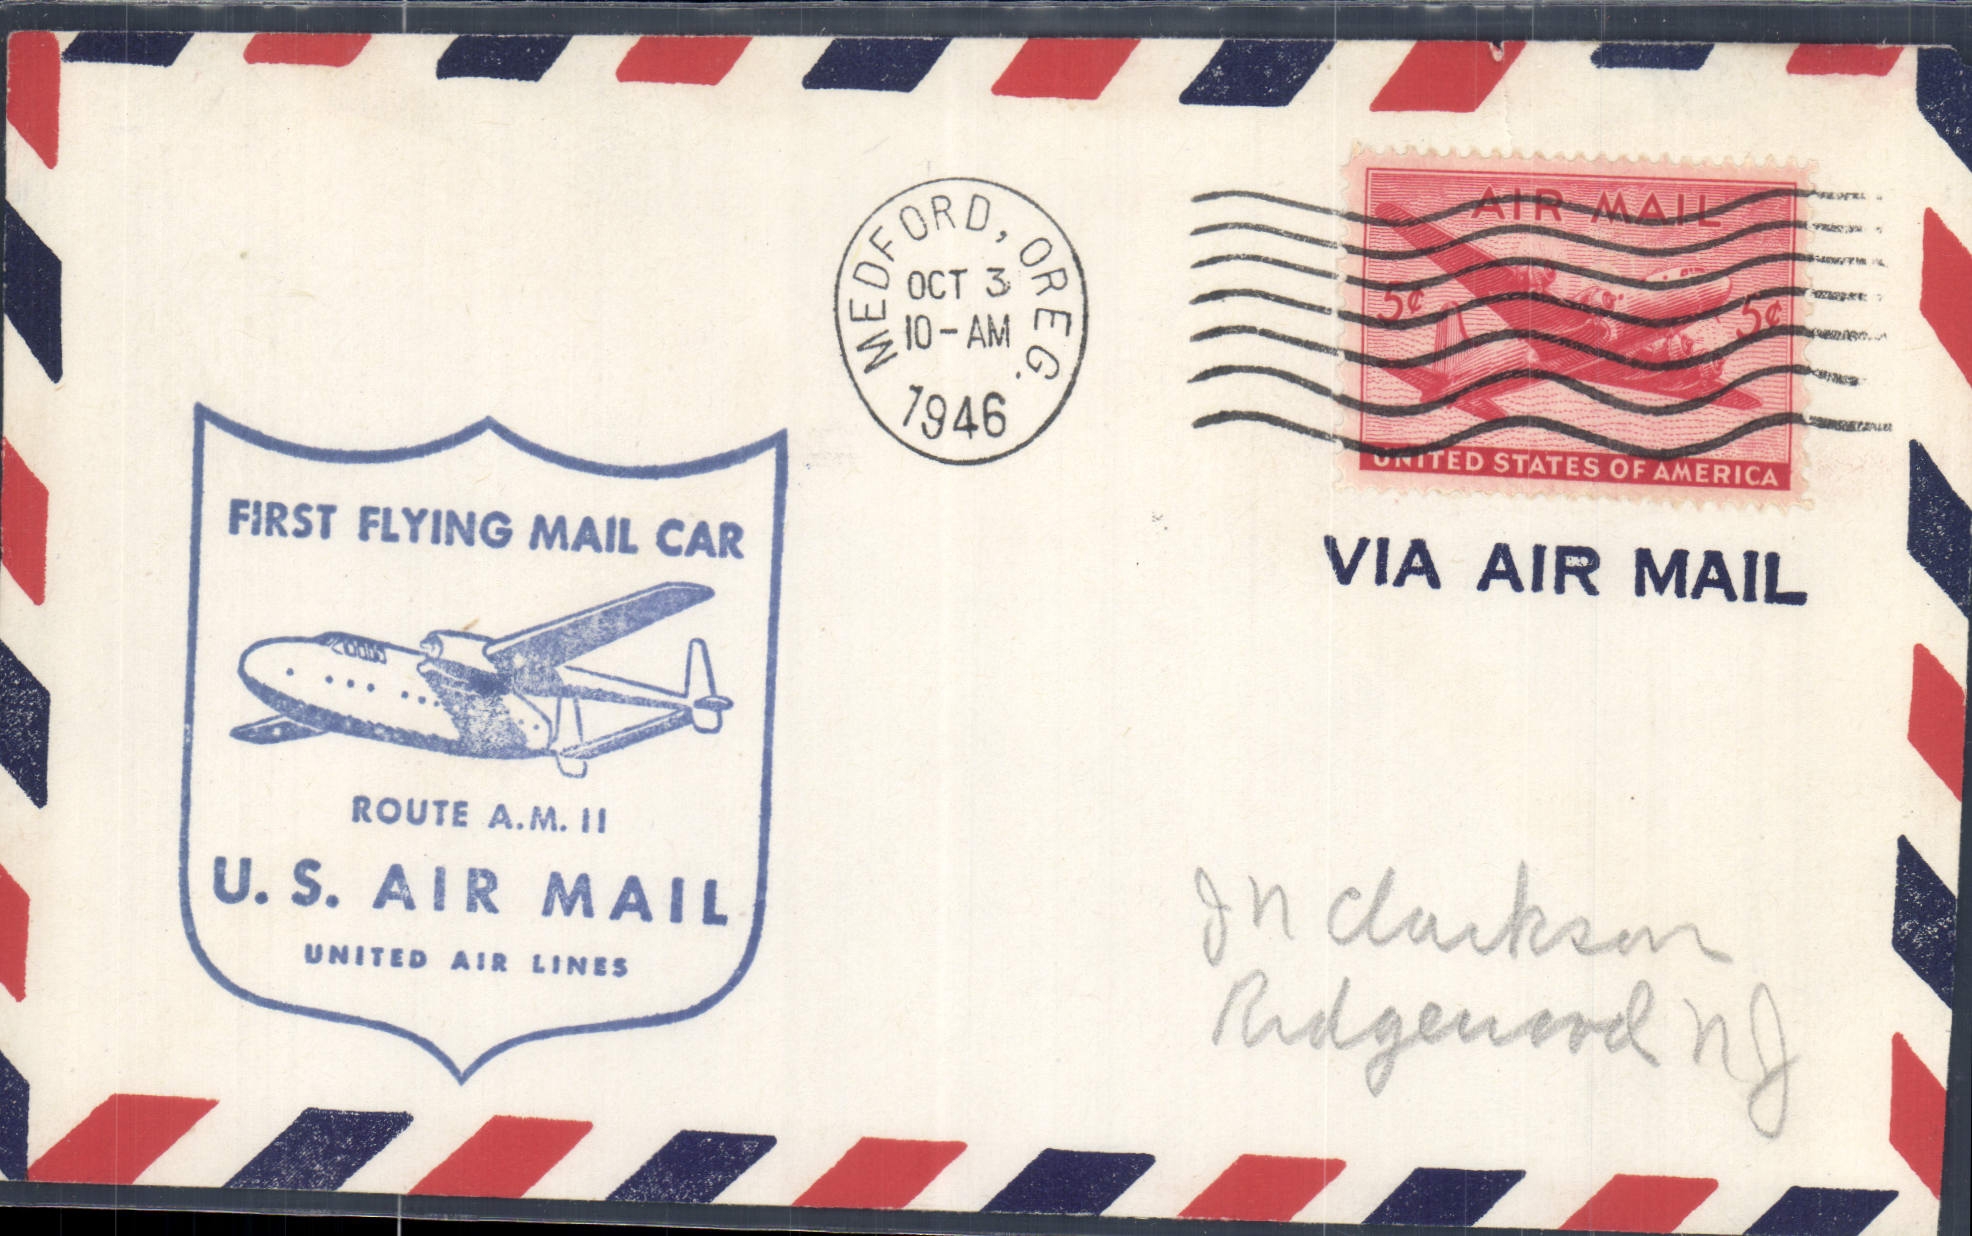 MEDFORD, OREG.
OCT 3
10-AM
1946
AIR MAIL
5¢ 5¢
UNITED STATES OF AMERICA
VIA AIR MAIL
FIRST FLYING MAIL CAR
ROUTE A.M. 11
U.S. AIR MAIL
UNITED AIR LINES
J N Clarkson
Ridgewood NJ